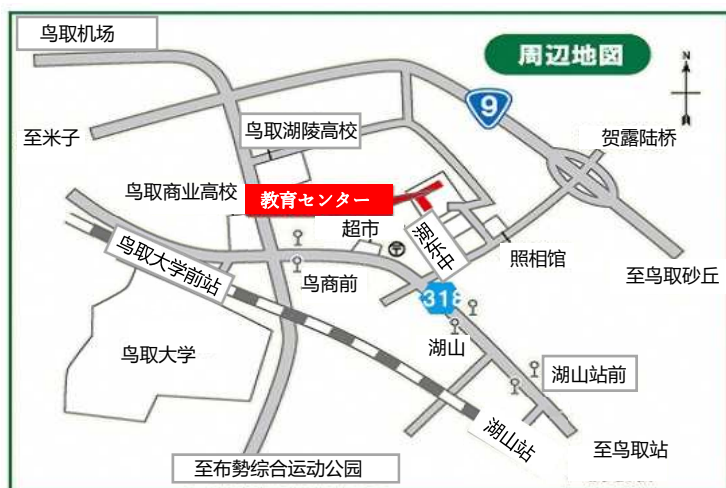 鸟取机场
周辺地図
N
9
至米子
鸟取湖陵高校
贺露陆桥
鸟取商业高校
教育センター
超市
湖东中
照相馆
鸟取大学前站
鸟商前
至鸟取砂丘
318
鸟取大学
湖山
湖山站前
湖山站
至鸟取站
至布勢综合运动公园